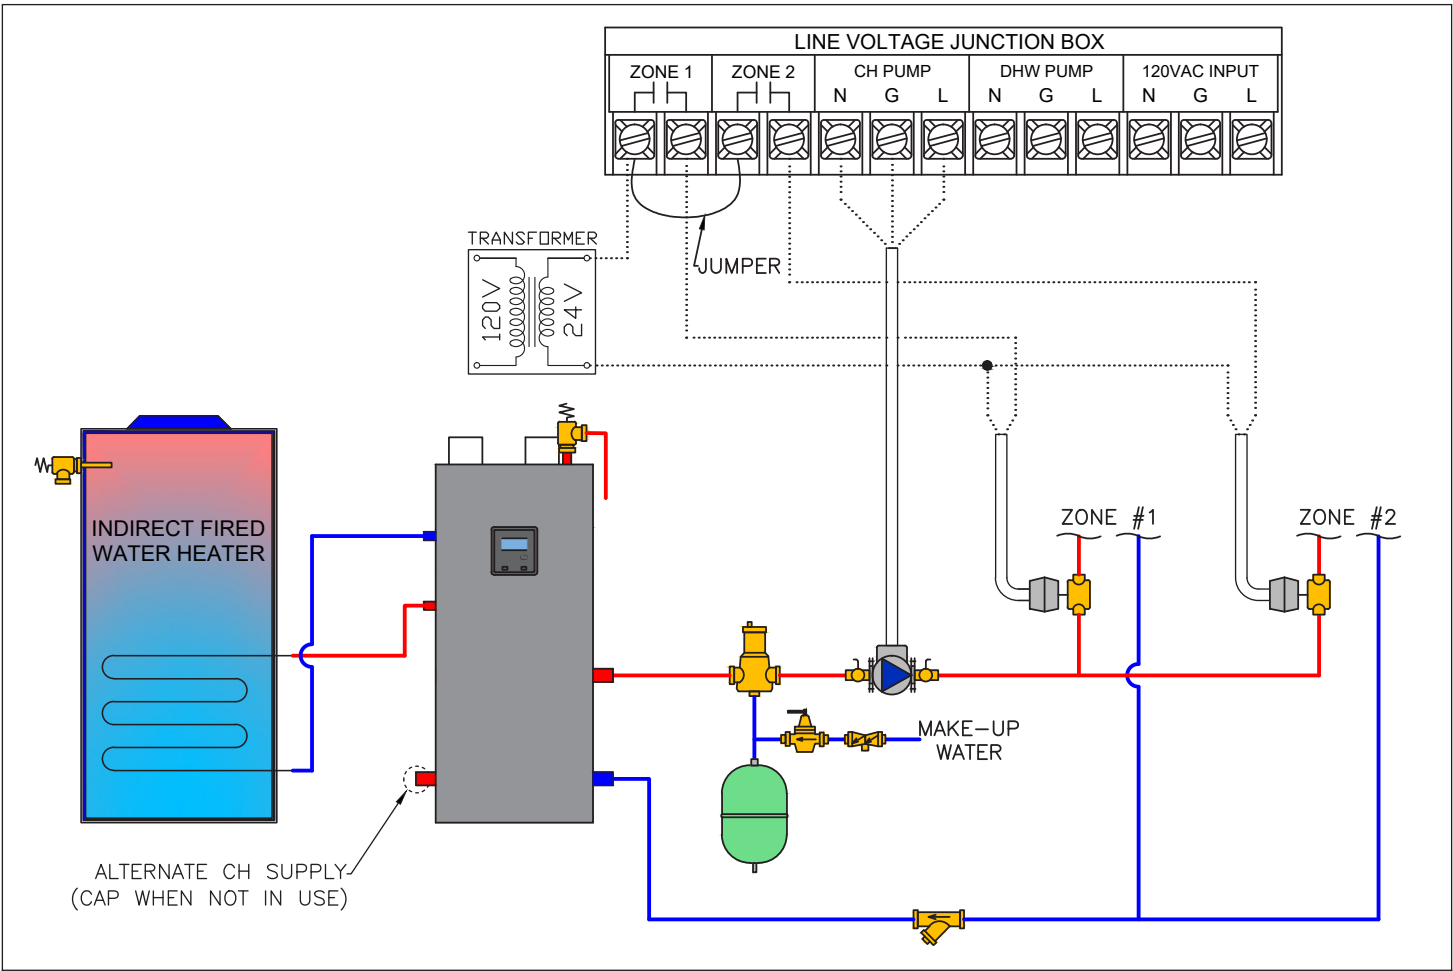 LINE VOLTAGE JUNCTION BOX
ZONE 1 ZONE 2 CH PUMP DHW PUMP 120VAC INPUT
N G L N G L N G L
TRANSFORMER
120V 24V
JUMPER
INDIRECT FIRED
WATER HEATER
ZONE #1
ZONE #2
MAKE-UP
WATER
ALTERNATE CH SUPPLY
(CAP WHEN NOT IN USE)